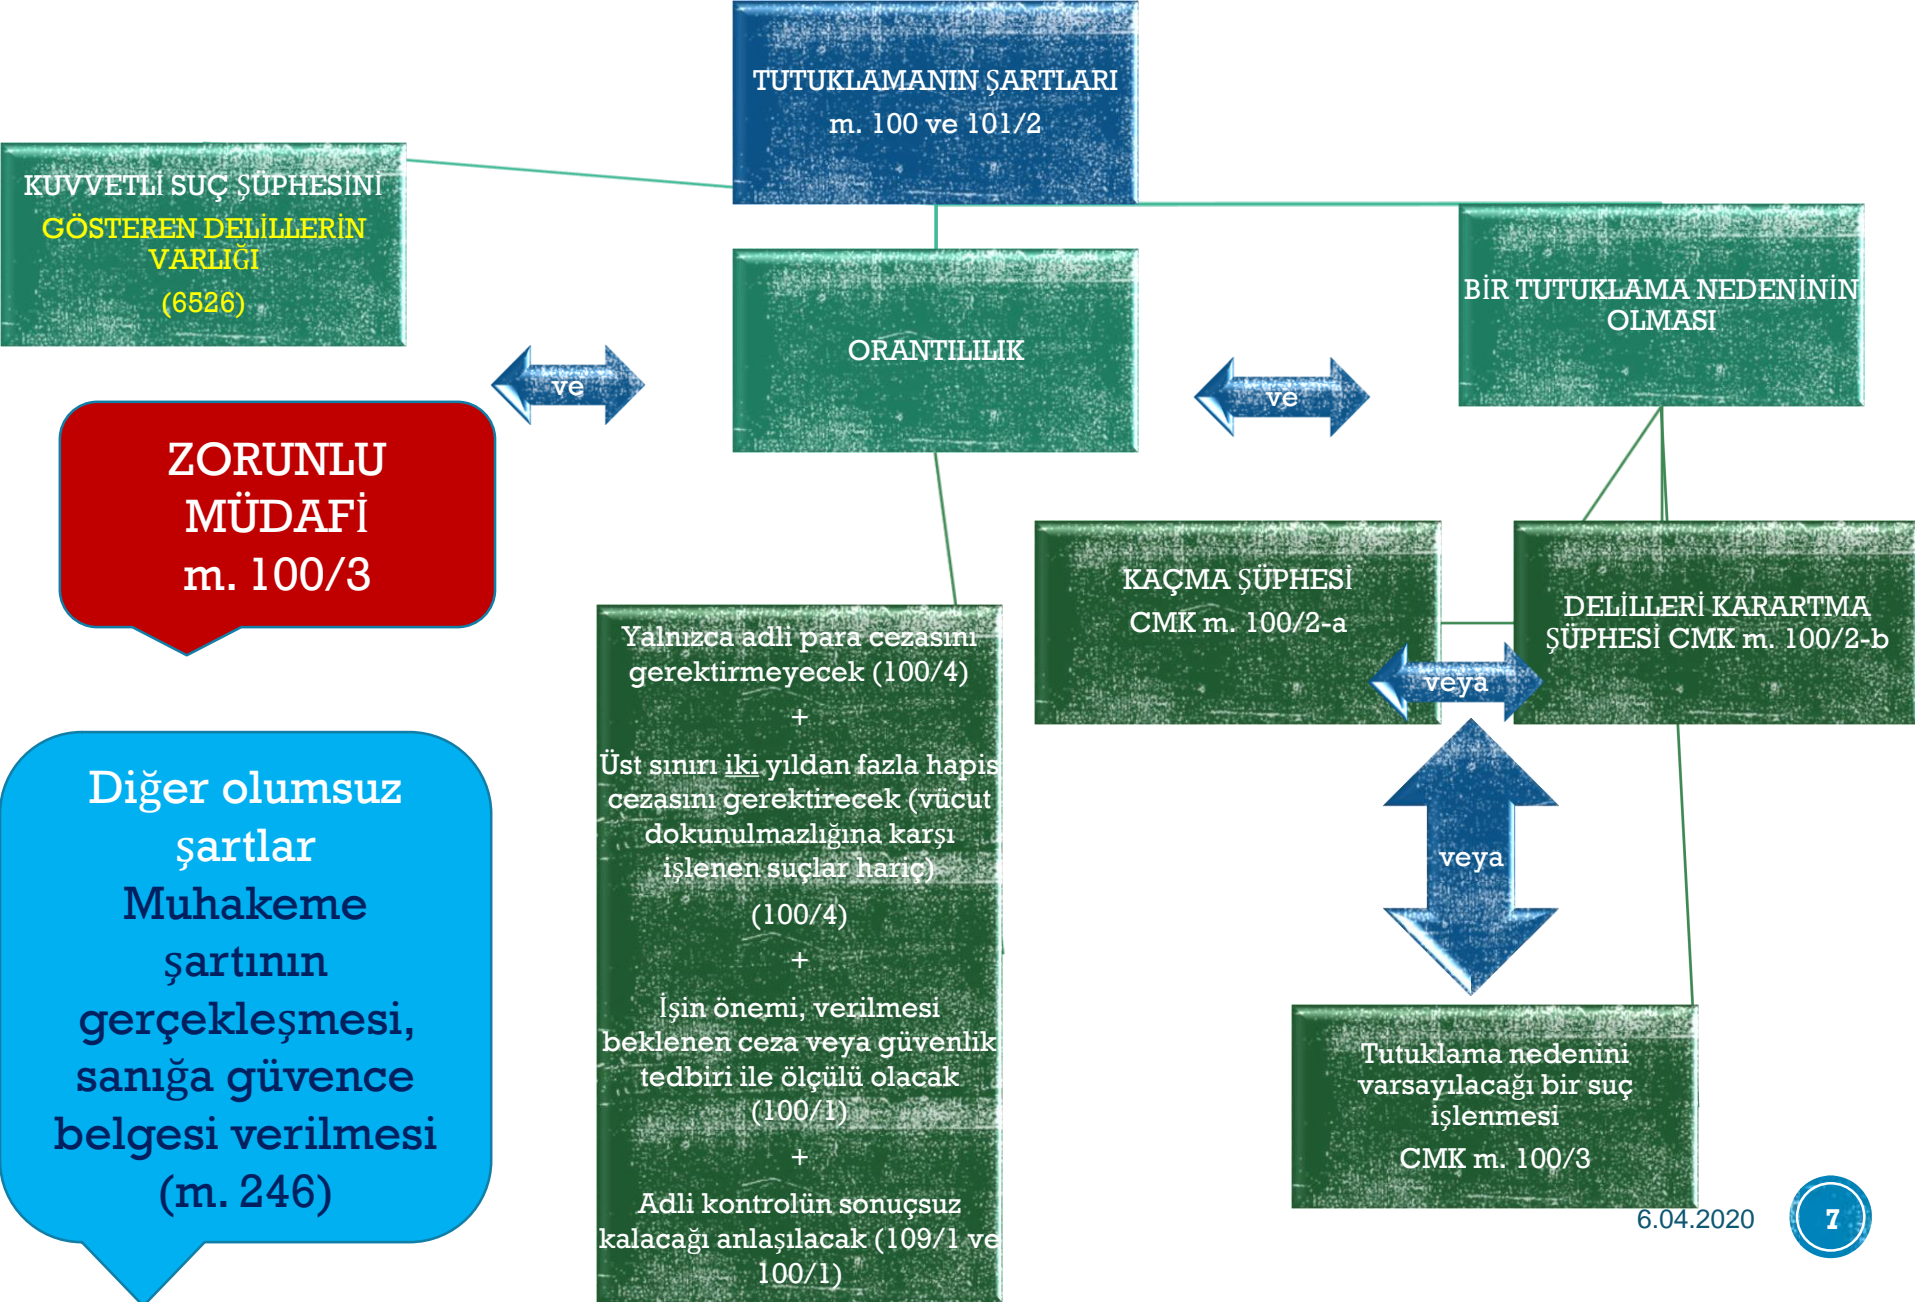 TUTUKLAMANIN ŞARTLARI
m. 100 ve 101/2
KUVVETLİ SUÇ ŞÜPHESİNİ
GÖSTEREN DELİLLERİN
VARLIĞI
(6526)
ve
ORANTILILIK
ve
BİR TUTUKLAMA NEDENİNİN
OLMASI
ZORUNLU
MÜDAFİ
m. 100/3
Diğer olumsuz
şartlar
Muhakeme
şartının
gerçekleşmesi,
sanığa güvence
belgesi verilmesi
(m. 246)
Yalnızca adli para cezasını
gerektirmeyecek (100/4)
+
Üst sınırı iki yıldan fazla hapis
cezasını gerektirecek (vücut
dokunulmazlığına karşı
işlenen suçlar hariç)
(100/4)
+
İşin önemi, verilmesi
beklenen ceza veya güvenlik
tedbiri ile ölçülü olacak
(100/1)
+
Adli kontrolün sonuçsuz
kalacağı anlaşılacak (109/1 ve
100/1)
KAÇMA ŞÜPHESİ
CMK m. 100/2-a
veya
DELİLLERİ KARARTMA
ŞÜPHESİ CMK m. 100/2-b
veya
Tutuklama nedenini
varsayılacağı bir suç
işlenmesi
CMK m. 100/3
6.04.2020
7